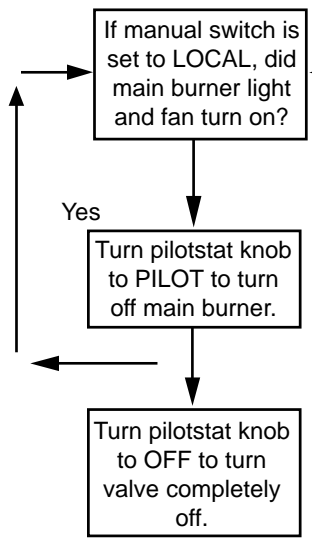 If manual switch is
set to LOCAL, did
main burner light
and fan turn on?
Yes
Turn pilotstat knob
to PILOT to turn
off main burner.
Turn pilotstat knob
to OFF to turn
valve completely
off.